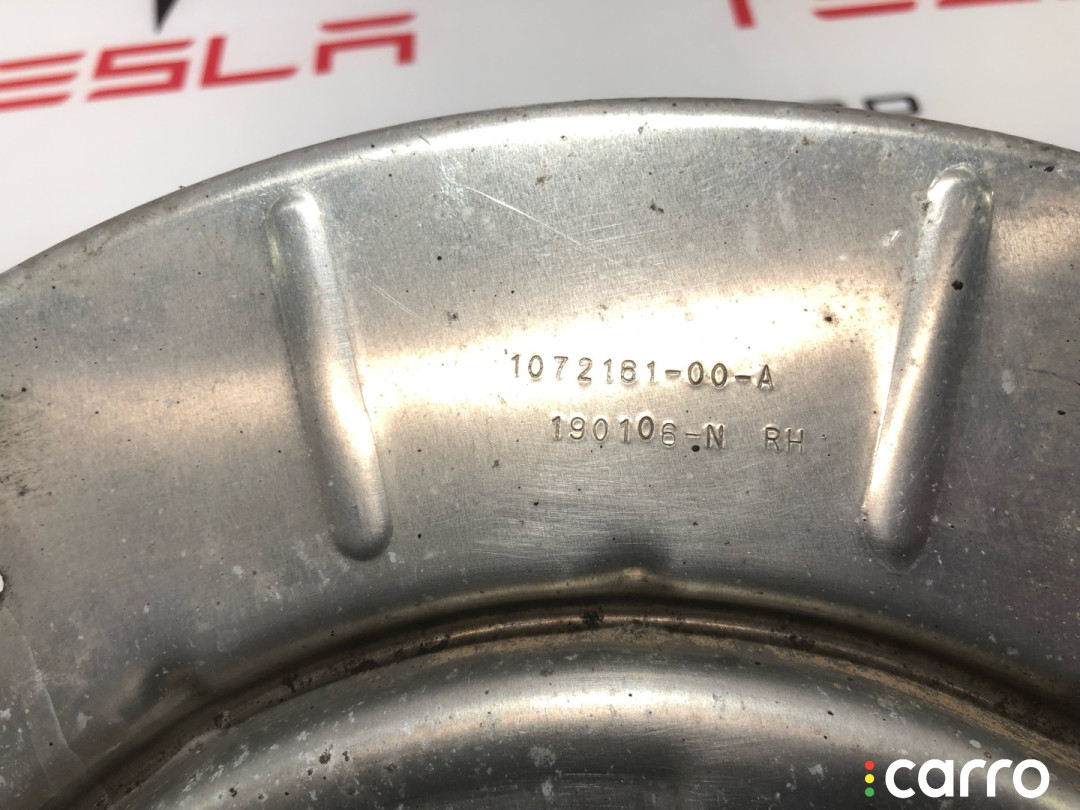 TESLA
1072181-00-A
190106-N RH
carro